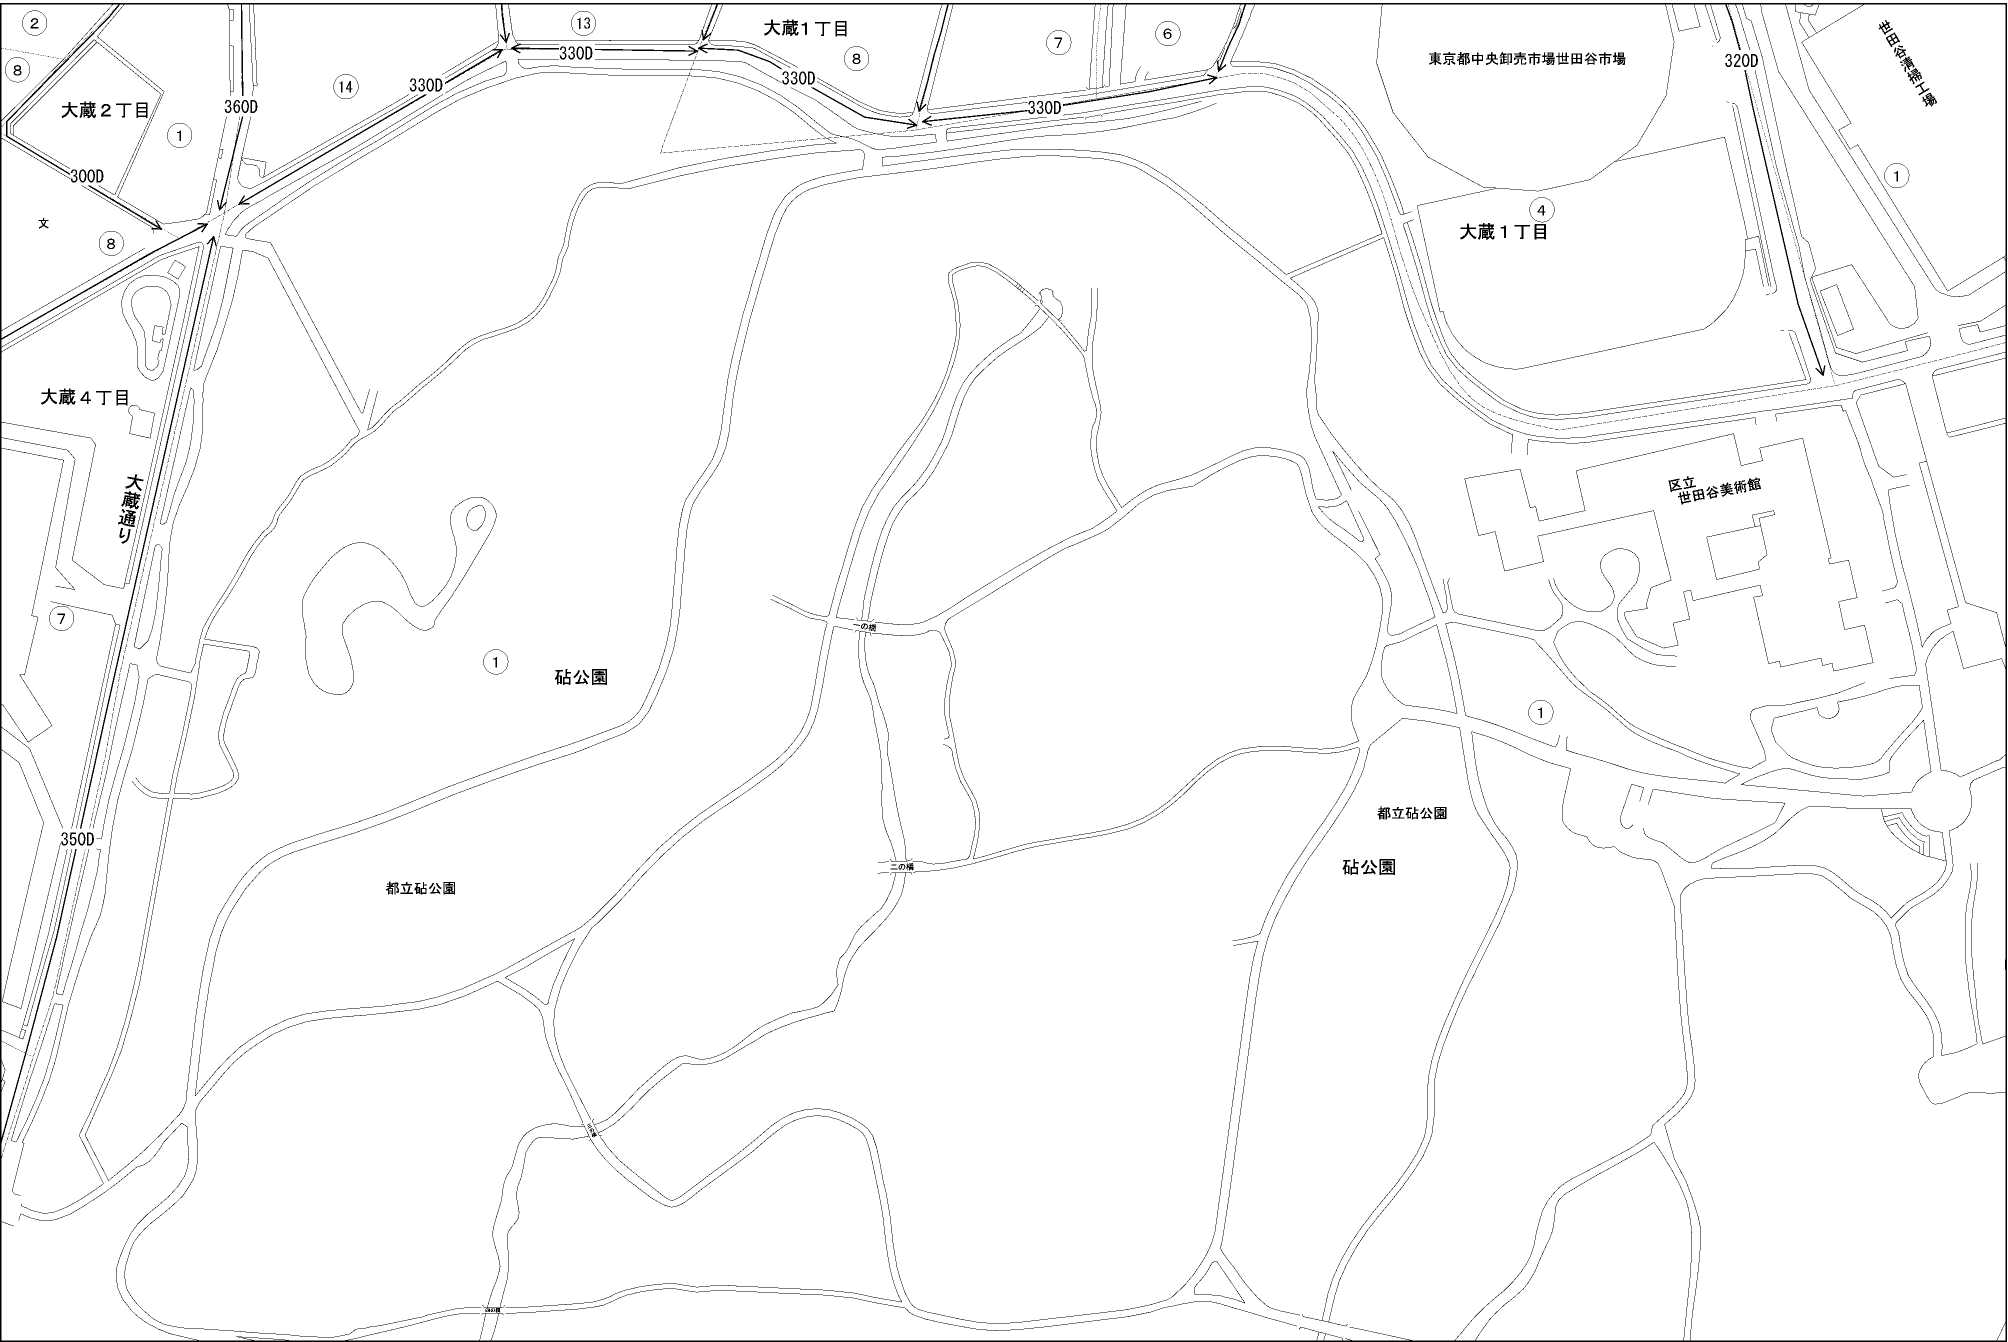 2
13
大蔵1丁目
8
7
6
東京都中央卸売市場世田谷市場
320D
世田谷清掃工場
8
14
330D
330D
330D
330D
360D
大蔵2丁目
1
300D
文
8
1
4
大蔵1丁目
大蔵4丁目
大蔵通り
区立
世田谷美術館
7
一の橋
1
砧公園
1
都立砧公園
350D
二の橋
砧公園
都立砧公園